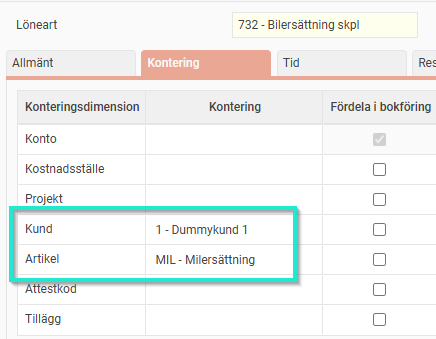 Löneart 732 - Bilersättning skpl
Allmänt Kontering Tid Res
Konteringsdimension Kontering Fördela i bokföring
Konto
Kostnadsställe
Projekt
Kund 1 - Dummykund 1
Artikel MIL - Milersättning
Attestkod
Tillägg